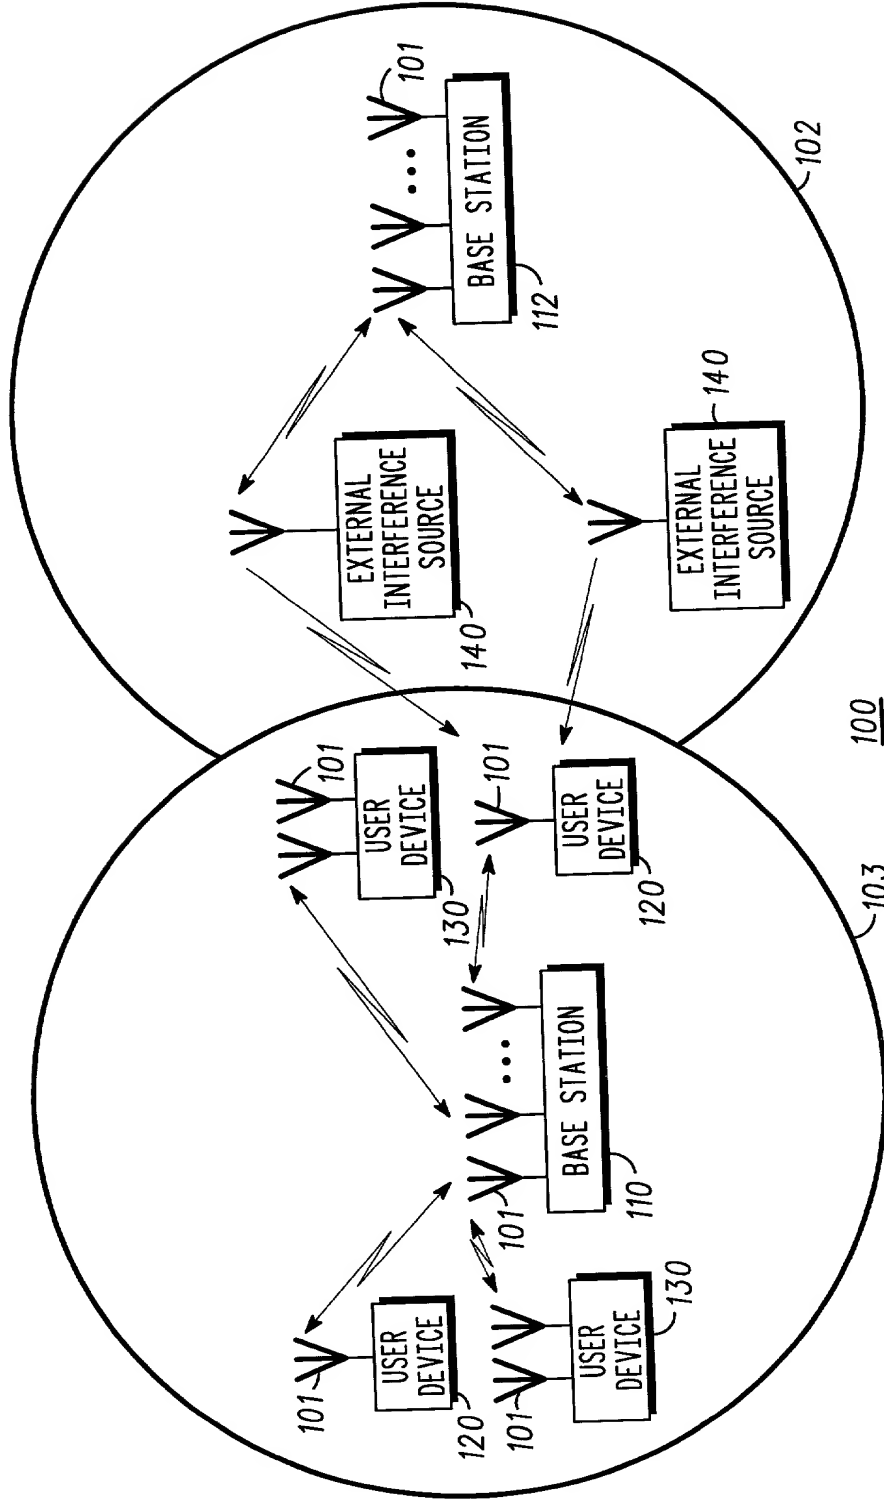 101
BASE STATION
112
102
EXTERNAL
INTERFERENCE
SOURCE
140
EXTERNAL
INTERFERENCE
SOURCE
140
101
USER
DEVICE
130
101
USER
DEVICE
120
BASE STATION
110
101
101
USER
DEVICE
120
101
USER
DEVICE
130
103
100